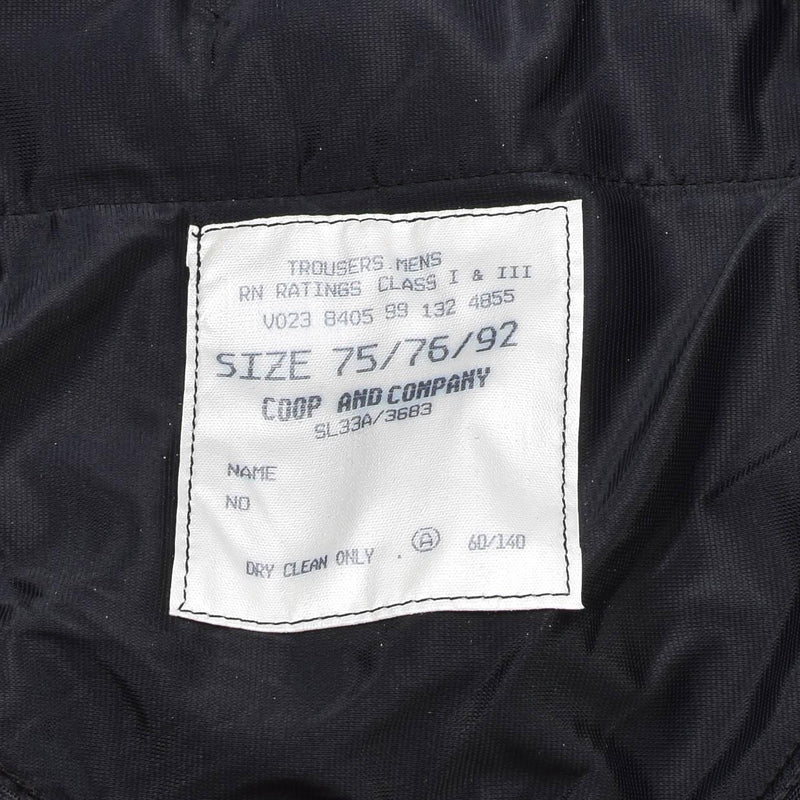 TROUSERS MENS
RN RATINGS CLASS I & III
V023 8405 99 132 4855
SIZE 75/76/92
COOP AND COMPANY
SL33A/3683
NAME
NO
DRY CLEAN ONLY . Ⓐ 60/140